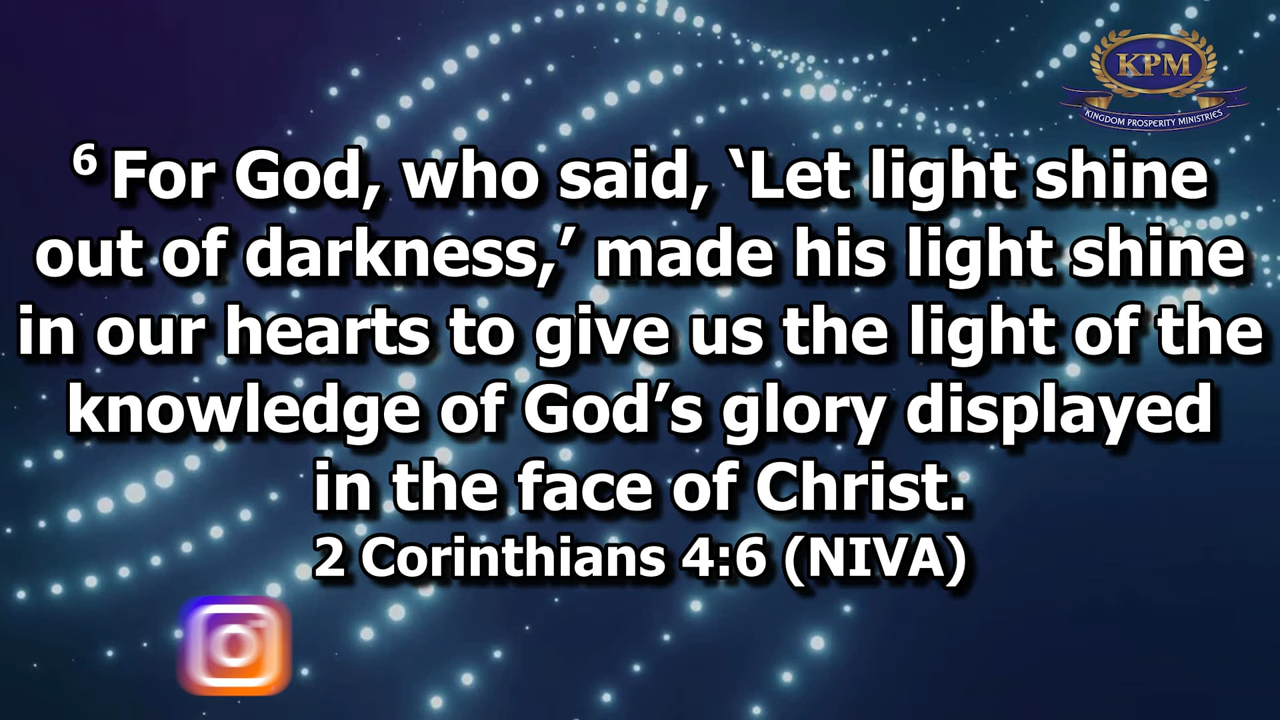 KPM
KINGDOM PROSPERITY MINISTRIES
⁶ For God, who said, ‘Let light shine
out of darkness,’ made his light shine
in our hearts to give us the light of the
knowledge of God’s glory displayed
in the face of Christ.
2 Corinthians 4:6 (NIVA)